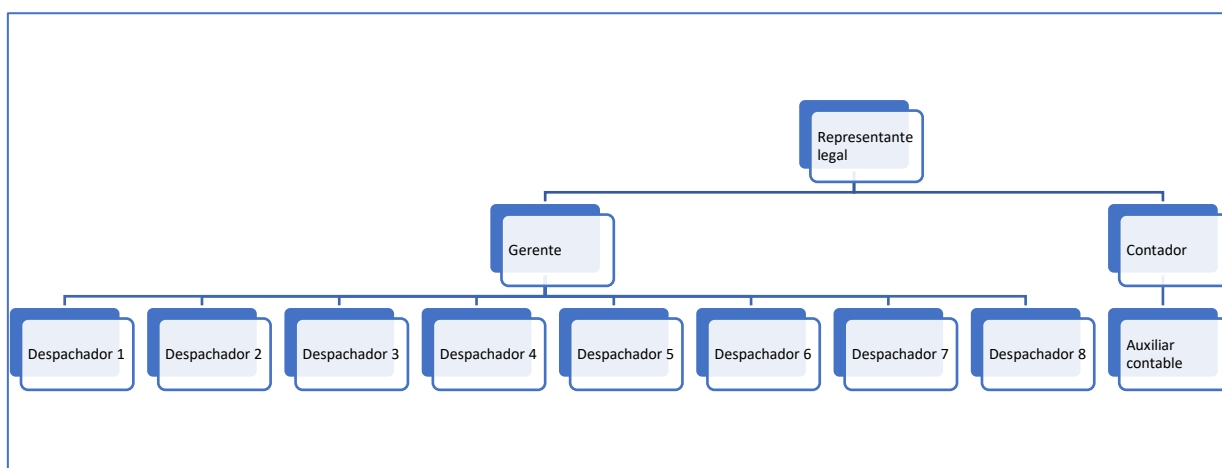 Representante
legal
Gerente
Contador
Despachador 1
Despachador 2
Despachador 3
Despachador 4
Despachador 5
Despachador 6
Despachador 7
Despachador 8
Auxiliar
contable